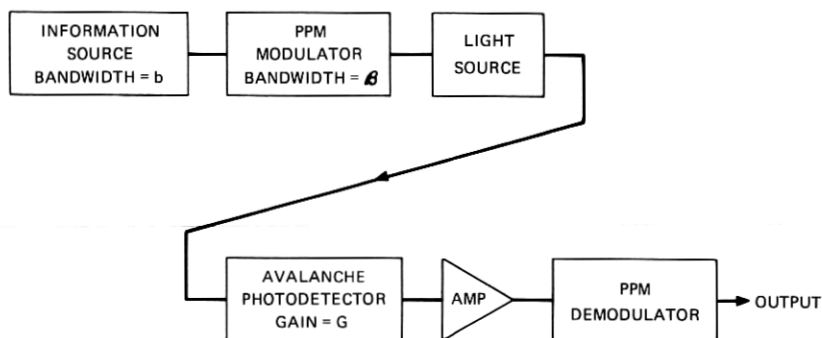 INFORMATION
SOURCE
BANDWIDTH = b
PPM
MODULATOR
BANDWIDTH = B
LIGHT
SOURCE
AVALANCHE
PHOTODETECTOR
GAIN = G
AMP
PPM
DEMODULATOR
OUTPUT